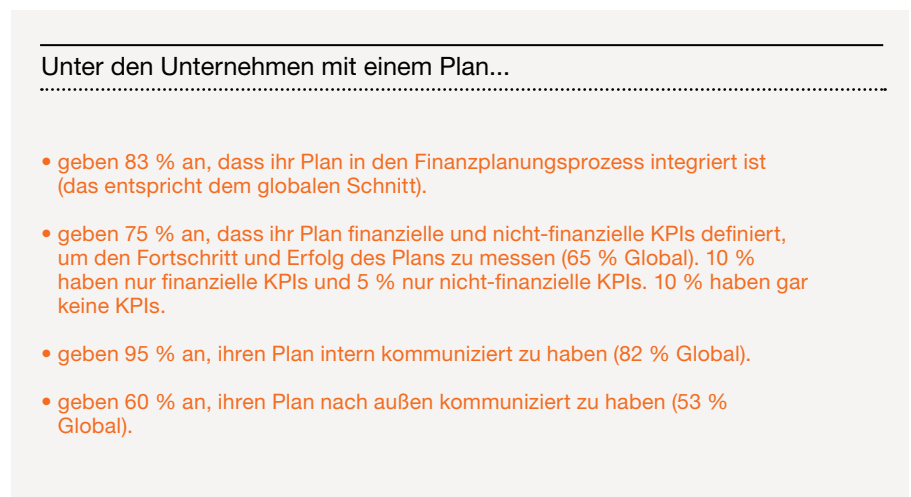 Unter den Unternehmen mit einem Plan...
• geben 83 % an, dass ihr Plan in den Finanzplanungsprozess integriert ist
(das entspricht dem globalen Schnitt).
• geben 75 % an, dass ihr Plan finanzielle und nicht-finanzielle KPIs definiert,
um den Fortschritt und Erfolg des Plans zu messen (65 % Global). 10 %
haben nur finanzielle KPIs und 5 % nur nicht-finanzielle KPIs. 10 % haben gar
keine KPIs.
• geben 95 % an, ihren Plan intern kommuniziert zu haben (82 % Global).
• geben 60 % an, ihren Plan nach außen kommuniziert zu haben (53 %
Global).